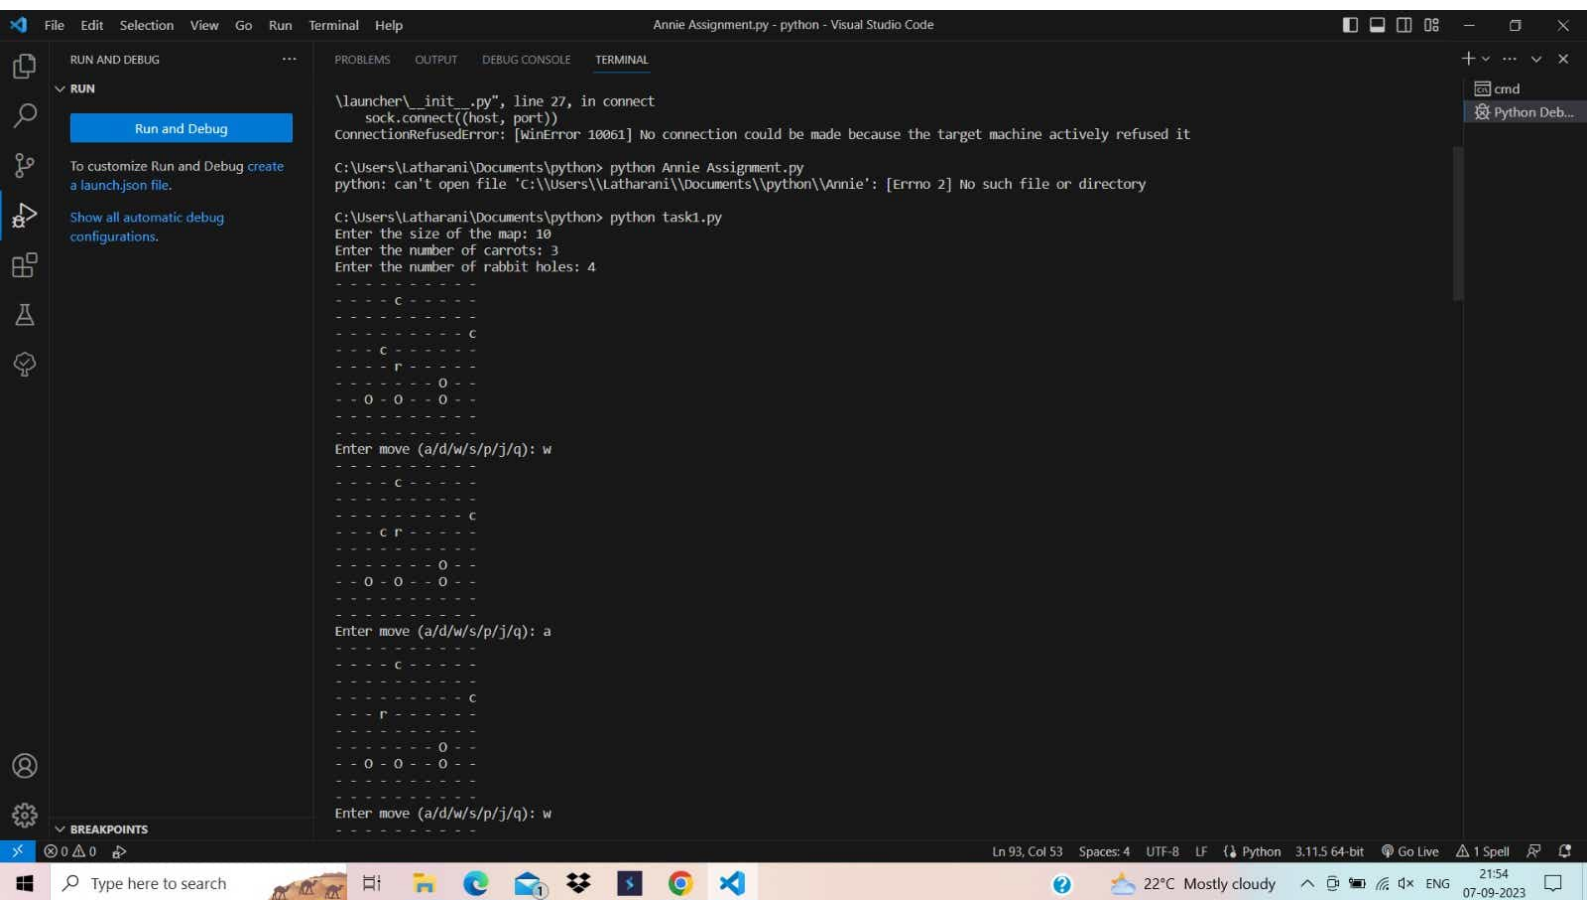 File Edit Selection View Go Run Terminal Help
Annie Assignment.py - python - Visual Studio Code
RUN AND DEBUG
RUN
Run and Debug
To customize Run and Debug create
a launch.json file.
Show all automatic debug
configurations.
BREAKPOINTS
PROBLEMS OUTPUT DEBUG CONSOLE TERMINAL
\launcher\__init__.py", line 27, in connect
sock.connect((host, port))
ConnectionRefusedError: [WinError 10061] No connection could be made because the target machine actively refused it
C:\Users\Latharani\Documents\python> python Annie Assignment.py
python: can't open file 'C:\\Users\\Latharani\\Documents\\python\\Annie': [Errno 2] No such file or directory
C:\Users\Latharani\Documents\python> python task1.py
Enter the size of the map: 10
Enter the number of carrots: 3
Enter the number of rabbit holes: 4
- - - - - - - - - -
- - - - c - - - - -
- - - - - - - - - -
- - - - - - - - - c
- - - c - - - - - -
- - - - r - - - - -
- - - - - - - O - -
- - O - O - - O - -
- - - - - - - - - -
- - - - - - - - - -
Enter move (a/d/w/s/p/j/q): w
- - - - - - - - - -
- - - - c - - - - -
- - - - - - - - - -
- - - - - - - - - c
- - - c r - - - - -
- - - - - - - - - -
- - - - - - - O - -
- - O - O - - O - -
- - - - - - - - - -
- - - - - - - - - -
Enter move (a/d/w/s/p/j/q): a
- - - - - - - - - -
- - - - c - - - - -
- - - - - - - - - -
- - - - - - - - - c
- - - r - - - - - -
- - - - - - - - - -
- - - - - - - O - -
- - O - O - - O - -
- - - - - - - - - -
- - - - - - - - - -
Enter move (a/d/w/s/p/j/q): w
- - - - - - - - - -
cmd
Python Deb...
0 0
Ln 93, Col 53 Spaces: 4 UTF-8 LF Python 3.11.5 64-bit Go Live 1 Spell
Type here to search
1
22°C Mostly cloudy
ENG
21:54
07-09-2023